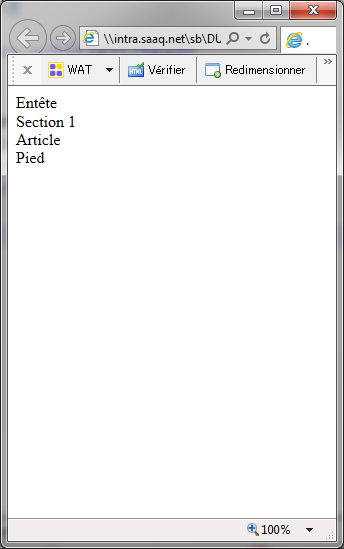 \\intra.saaq.net\sb\DU
.
x WAT Vérifier Redimensionner »
Entête
Section 1
Article
Pied
100%